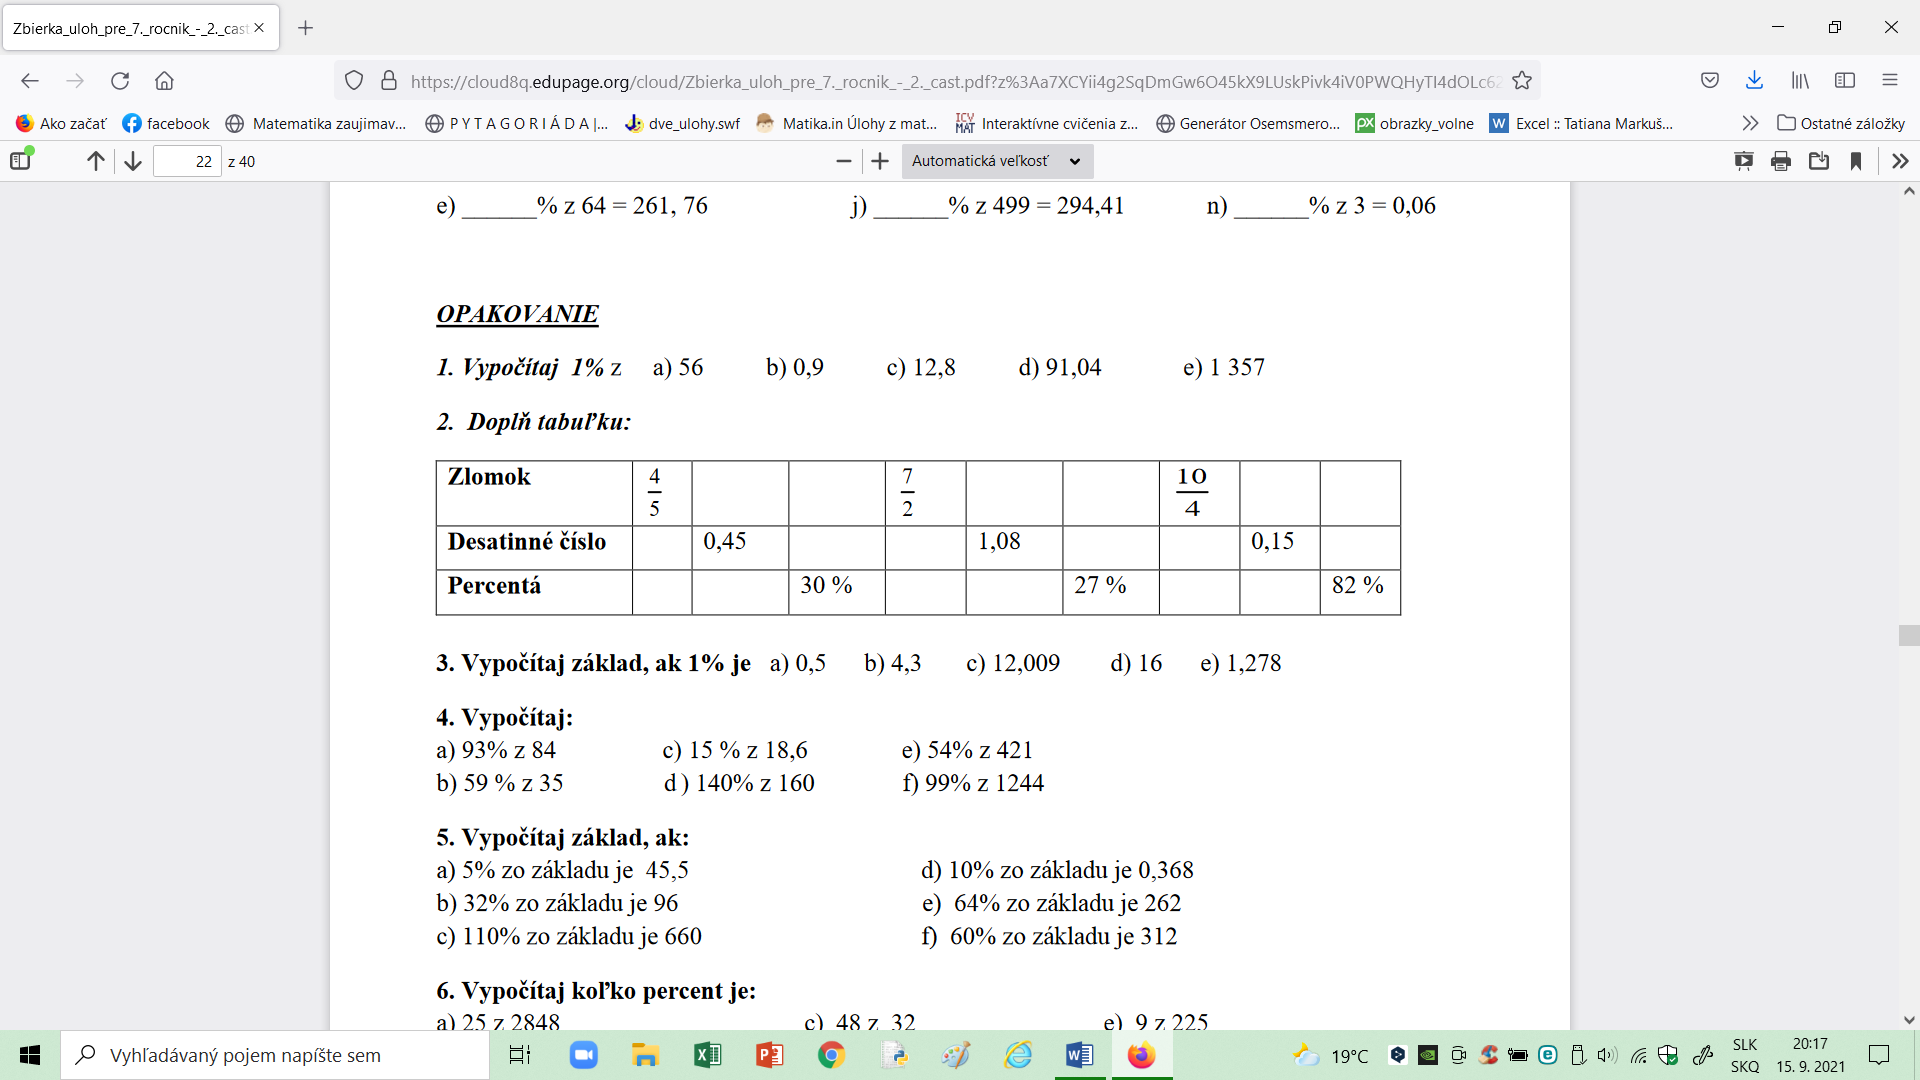 Zbierka_uloh_pre_7._rocnik_-_2._cast
https://cloud8q.edupage.org/cloud/Zbierka_uloh_pre_7._rocnik_-_2._cast.pdf?z%3Aa7XCYii4g2SqDmGw6O45kX9LUskPivk4iV0PWQHyTI4dOLc62
Ako začať facebook Matematika zaujimav... P Y T A G O R I Á D A |... dve_ulohy.swf Matika.in Úlohy z mat... Interaktívne cvičenia z... Generátor Osemsmero... obrazky_volne Excel :: Tatiana Markuš... Ostatné záložky
22 z 40 Automatická veľkosť
e) ______% z 64 = 261, 76 j) ______% z 499 = 294,41 n) ______% z 3 = 0,06
OPAKOVANIE
1. Vypočítaj 1% z a) 56 b) 0,9 c) 12,8 d) 91,04 e) 1 357
2. Doplň tabuľku:
Zlomok 4/5 7/2 10/4
Desatinné číslo 0,45 1,08 0,15
Percentá 30 % 27 % 82 %
3. Vypočítaj základ, ak 1% je a) 0,5 b) 4,3 c) 12,009 d) 16 e) 1,278
4. Vypočítaj:
a) 93% z 84 c) 15 % z 18,6 e) 54% z 421
b) 59 % z 35 d ) 140% z 160 f) 99% z 1244
5. Vypočítaj základ, ak:
a) 5% zo základu je 45,5 d) 10% zo základu je 0,368
b) 32% zo základu je 96 e) 64% zo základu je 262
c) 110% zo základu je 660 f) 60% zo základu je 312
6. Vypočítaj koľko percent je:
a) 25 z 2848 c) 48 z 32 e) 9 z 225
Vyhľadávaný pojem napíšte sem 19°C SLK 20:17
SKQ 15. 9. 2021